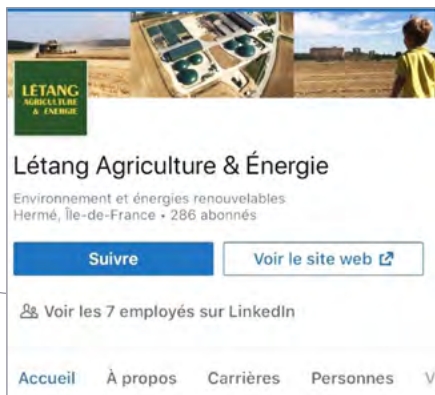 LÉTANG
AGRICULTURE
& ÉNERGIE
Létang Agriculture & Énergie
Environnement et énergies renouvelables
Hermé, Île-de-France • 286 abonnés
Suivre
Voir le site web
Voir les 7 employés sur LinkedIn
Accueil À propos Carrières Personnes V